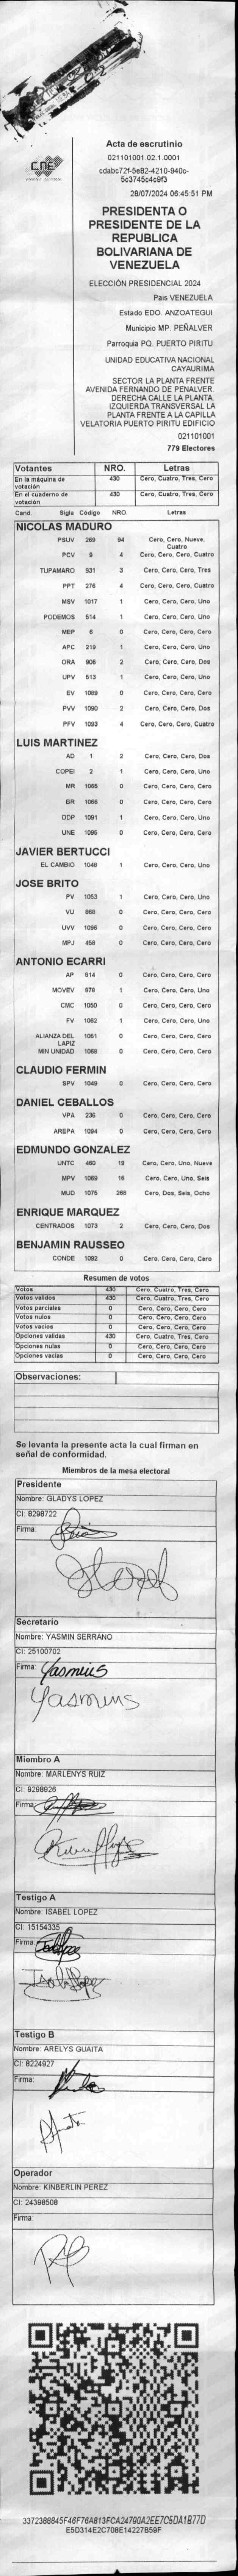 CNE
Acta de escrutinio
021101001.02.1.0001
cdabc72f-5e82-4210-940c-
5c3745c4c9f3
28/07/2024 06:45:51 PM
PRESIDENTA O
PRESIDENTE DE LA
REPUBLICA
BOLIVARIANA DE
VENEZUELA
ELECCIÓN PRESIDENCIAL 2024
Pais VENEZUELA
Estado EDO. ANZOATEGUI
Municipio MP. PEÑALVER
Parroquia PQ. PUERTO PIRITU
UNIDAD EDUCATIVA NACIONAL
CAYAURIMA
SECTOR LA PLANTA FRENTE
AVENIDA FERNANDO DE PENALVER.
DERECHA CALLE LA PLANTA.
IZQUIERDA TRANSVERSAL LA
PLANTA FRENTE A LA CAPILLA
VELATORIA PUERTO PIRITU EDIFICIO
021101001
779 Electores
Votantes NRO. Letras
En la máquina de votación 430 Cero, Cuatro, Tres, Cero
En el cuaderno de votación 430 Cero, Cuatro, Tres, Cero
Cand. Sigla Código NRO. Letras
NICOLAS MADURO
PSUV 269 94 Cero, Cero, Nueve, Cuatro
PCV 9 4 Cero, Cero, Cero, Cuatro
TUPAMARO 931 3 Cero, Cero, Cero, Tres
PPT 276 4 Cero, Cero, Cero, Cuatro
MSV 1017 1 Cero, Cero, Cero, Uno
PODEMOS 514 1 Cero, Cero, Cero, Uno
MEP 6 0 Cero, Cero, Cero, Cero
APC 219 1 Cero, Cero, Cero, Uno
ORA 906 2 Cero, Cero, Cero, Dos
UPV 513 1 Cero, Cero, Cero, Uno
EV 1089 0 Cero, Cero, Cero, Cero
PVV 1090 2 Cero, Cero, Cero, Dos
PFV 1093 4 Cero, Cero, Cero, Cuatro
LUIS MARTINEZ
AD 1 2 Cero, Cero, Cero, Dos
COPEI 2 1 Cero, Cero, Cero, Uno
MR 1065 0 Cero, Cero, Cero, Cero
BR 1066 0 Cero, Cero, Cero, Cero
DDP 1091 1 Cero, Cero, Cero, Uno
UNE 1095 0 Cero, Cero, Cero, Cero
JAVIER BERTUCCI
EL CAMBIO 1048 1 Cero, Cero, Cero, Uno
JOSE BRITO
PV 1053 1 Cero, Cero, Cero, Uno
VU 868 0 Cero, Cero, Cero, Cero
UVV 1096 0 Cero, Cero, Cero, Cero
MPJ 458 0 Cero, Cero, Cero, Cero
ANTONIO ECARRI
AP 814 0 Cero, Cero, Cero, Cero
MOVEV 879 1 Cero, Cero, Cero, Uno
CMC 1050 0 Cero, Cero, Cero, Cero
FV 1062 1 Cero, Cero, Cero, Uno
ALIANZA DEL LAPIZ 1051 0 Cero, Cero, Cero, Cero
MIN UNIDAD 1068 0 Cero, Cero, Cero, Cero
CLAUDIO FERMIN
SPV 1049 0 Cero, Cero, Cero, Cero
DANIEL CEBALLOS
VPA 236 0 Cero, Cero, Cero, Cero
AREPA 1094 0 Cero, Cero, Cero, Cero
EDMUNDO GONZALEZ
UNTC 460 19 Cero, Cero, Uno, Nueve
MPV 1069 16 Cero, Cero, Uno, Seis
MUD 1075 268 Cero, Dos, Seis, Ocho
ENRIQUE MARQUEZ
CENTRADOS 1073 2 Cero, Cero, Cero, Dos
BENJAMIN RAUSSEO
CONDE 1092 0 Cero, Cero, Cero, Cero
Resumen de votos
Votos 430 Cero, Cuatro, Tres, Cero
Votos validos 430 Cero, Cuatro, Tres, Cero
Votos parciales 0 Cero, Cero, Cero, Cero
Votos nulos 0 Cero, Cero, Cero, Cero
Votos vacios 0 Cero, Cero, Cero, Cero
Opciones validas 430 Cero, Cuatro, Tres, Cero
Opciones nulas 0 Cero, Cero, Cero, Cero
Opciones vacias 0 Cero, Cero, Cero, Cero
Observaciones:
Se levanta la presente acta la cual firman en
señal de conformidad.
Miembros de la mesa electoral
Presidente
Nombre: GLADYS LOPEZ
CI: 8298722
Firma:
Secretario
Nombre: YASMIN SERRANO
CI: 25100702
Firma: Yasmins
Yasmins
Miembro A
Nombre: MARLENYS RUIZ
CI: 9298926
Firma:
Testigo A
Nombre: ISABEL LOPEZ
CI: 15154335
Firma:
Testigo B
Nombre: ARELYS GUAITA
CI: 8224927
Firma:
Operador
Nombre: KINBERLIN PEREZ
CI: 24398508
Firma:
3372388845F46F76A813FCA24790A2EE7C5DA1B77D
E5D314E2C708E14227B59F